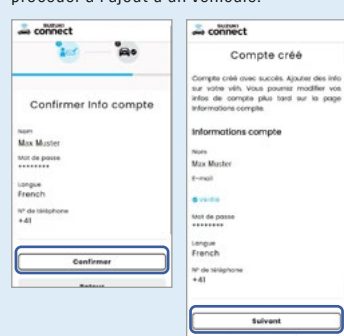 procéder à l'ajout d'un véhicule.
SUZUKI
connect
Confirmer Info compte
Nom
Max Muster
Mot de passe
********
Langue
French
N° de téléphone
+41
Confirmer
Retour
SUZUKI
connect
Compte créé
Compte créé avec succès. Ajoutez des info
sur votre véh. Vous pourrez modifier vos
infos de compte plus tard sur la page
Informations compte.
Informations compte
Nom
Max Muster
E-mail
Vérifié
Mot de passe
********
Langue
French
N° de téléphone
+41
Suivant